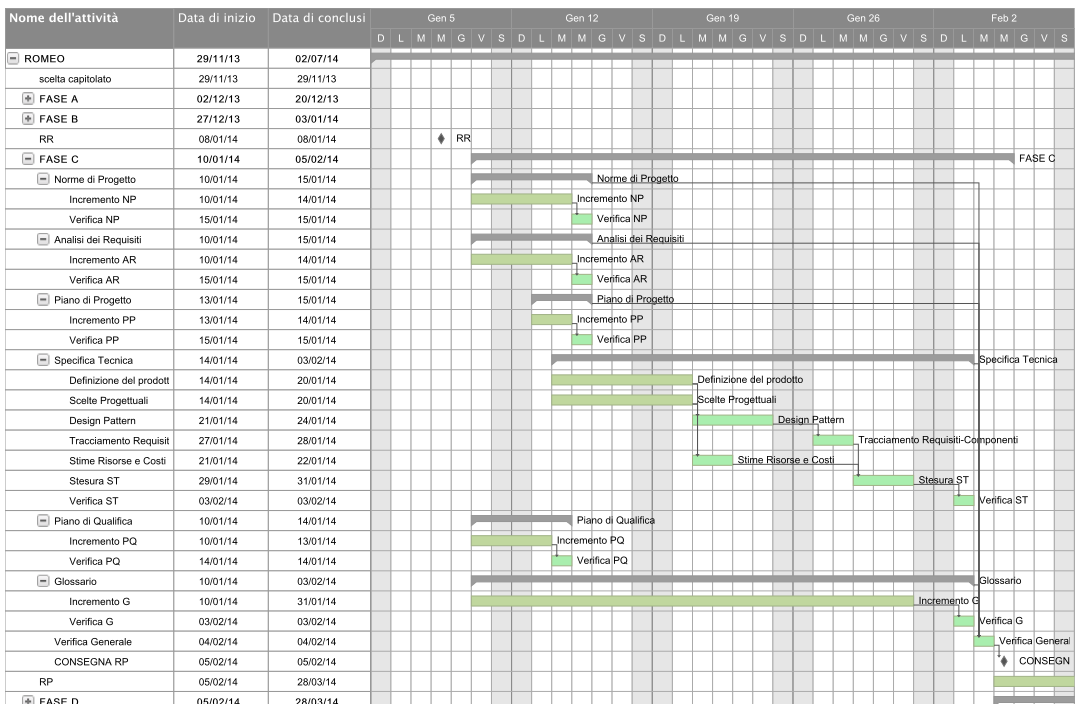 Nome dell'attività Data di inizio Data di conclusi Gen 5 Gen 12 Gen 19 Gen 26 Feb 2
D L M M G V S D L M M G V S D L M M G V S D L M M G V S D L M M G V S
ROMEO 29/11/13 02/07/14
scelta capitolato 29/11/13 29/11/13
FASE A 02/12/13 20/12/13
FASE B 27/12/13 03/01/14
RR 08/01/14 08/01/14 RR
FASE C 10/01/14 05/02/14 FASE C
Norme di Progetto 10/01/14 15/01/14 Norme di Progetto
Incremento NP 10/01/14 14/01/14 Incremento NP
Verifica NP 15/01/14 15/01/14 Verifica NP
Analisi dei Requisiti 10/01/14 15/01/14 Analisi dei Requisiti
Incremento AR 10/01/14 14/01/14 Incremento AR
Verifica AR 15/01/14 15/01/14 Verifica AR
Piano di Progetto 13/01/14 15/01/14 Piano di Progetto
Incremento PP 13/01/14 14/01/14 Incremento PP
Verifica PP 15/01/14 15/01/14 Verifica PP
Specifica Tecnica 14/01/14 03/02/14 Specifica Tecnica
Definizione del prodott 14/01/14 20/01/14 Definizione del prodotto
Scelte Progettuali 14/01/14 20/01/14 Scelte Progettuali
Design Pattern 21/01/14 24/01/14 Design Pattern
Tracciamento Requisit 27/01/14 28/01/14 Tracciamento Requisiti-Componenti
Stime Risorse e Costi 21/01/14 22/01/14 Stime Risorse e Costi
Stesura ST 29/01/14 31/01/14 Stesura ST
Verifica ST 03/02/14 03/02/14 Verifica ST
Piano di Qualifica 10/01/14 14/01/14 Piano di Qualifica
Incremento PQ 10/01/14 13/01/14 Incremento PQ
Verifica PQ 14/01/14 14/01/14 Verifica PQ
Glossario 10/01/14 03/02/14 Glossario
Incremento G 10/01/14 31/01/14 Incremento G
Verifica G 03/02/14 03/02/14 Verifica G
Verifica Generale 04/02/14 04/02/14 Verifica General
CONSEGNA RP 05/02/14 05/02/14 CONSEGN
RP 05/02/14 28/03/14
FASE D 05/02/14 28/03/14